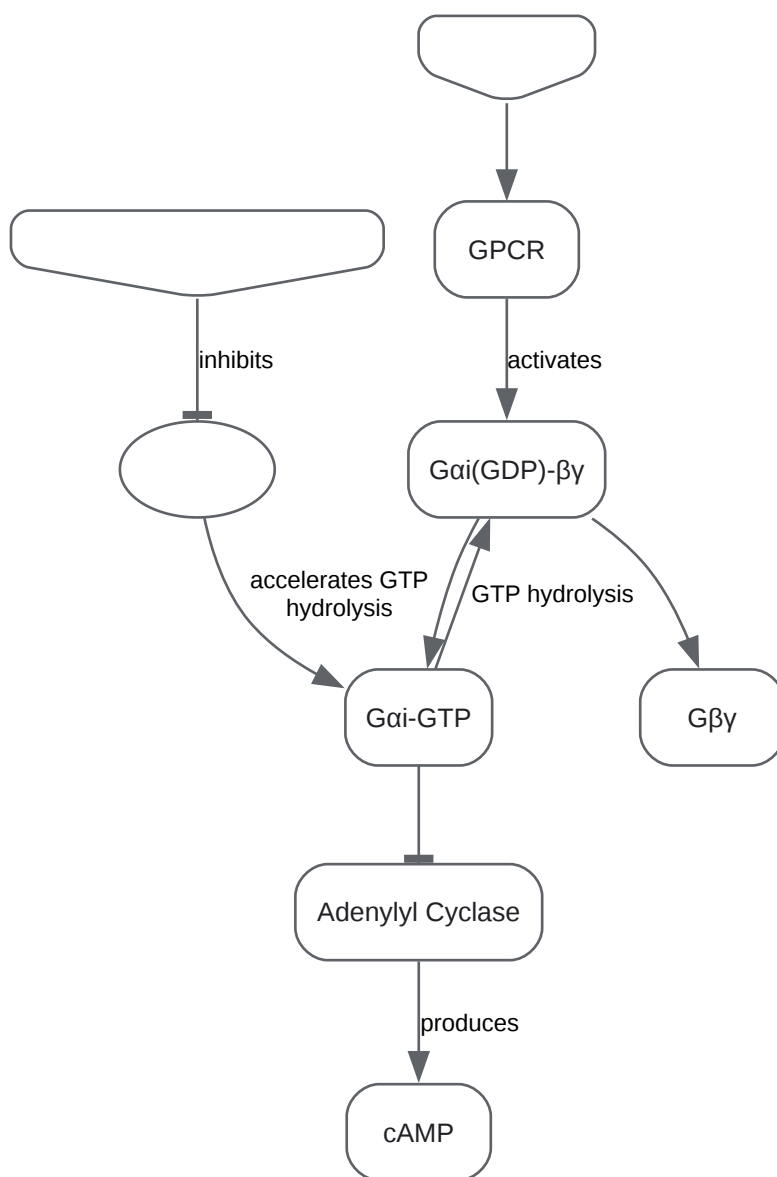 GPCR
inhibits
activates
Gαi(GDP)-βγ
accelerates GTP
hydrolysis
GTP hydrolysis
Gαi-GTP
Gβγ
Adenylyl Cyclase
produces
cAMP